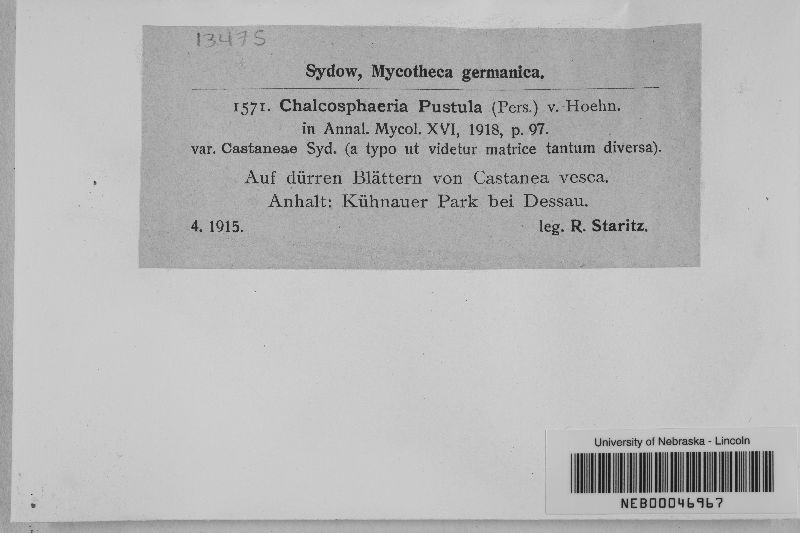 13475
Sydow, Mycotheca germanica.
1571. Chalcosphaeria Pustula (Pers.) v. Hoehn.
in Annal. Mycol. XVI, 1918, p. 97.
var. Castaneae Syd. (a typo ut videtur matrice tantum diversa).
Auf dürren Blättern von Castanea vesca.
Anhalt: Kühnauer Park bei Dessau.
4. 1915. leg. R. Staritz.
University of Nebraska - Lincoln
NEB00046967